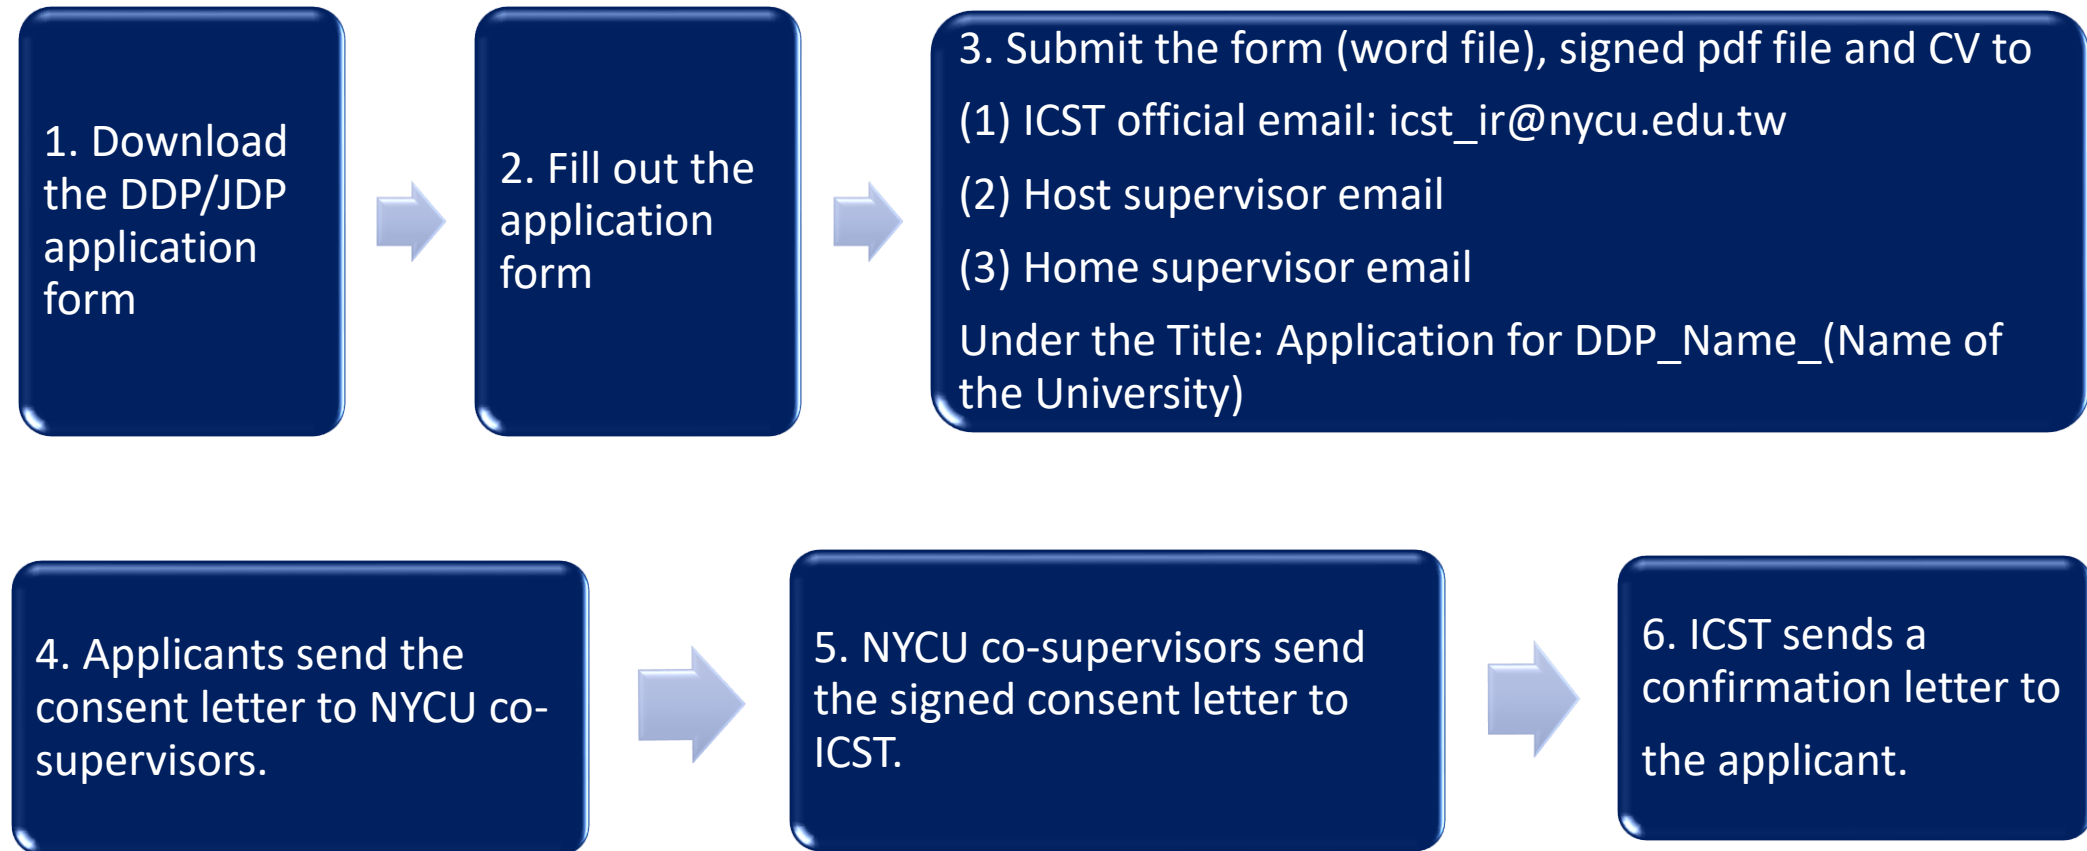 1. Download
the DDP/JDP
application
form
2. Fill out the
application
form
3. Submit the form (word file), signed pdf file and CV to
(1) ICST official email: icst_ir@nycu.edu.tw
(2) Host supervisor email
(3) Home supervisor email
Under the Title: Application for DDP_Name_(Name of
the University)
4. Applicants send the
consent letter to NYCU co-
supervisors.
5. NYCU co-supervisors send
the signed consent letter to
ICST.
6. ICST sends a
confirmation letter to
the applicant.